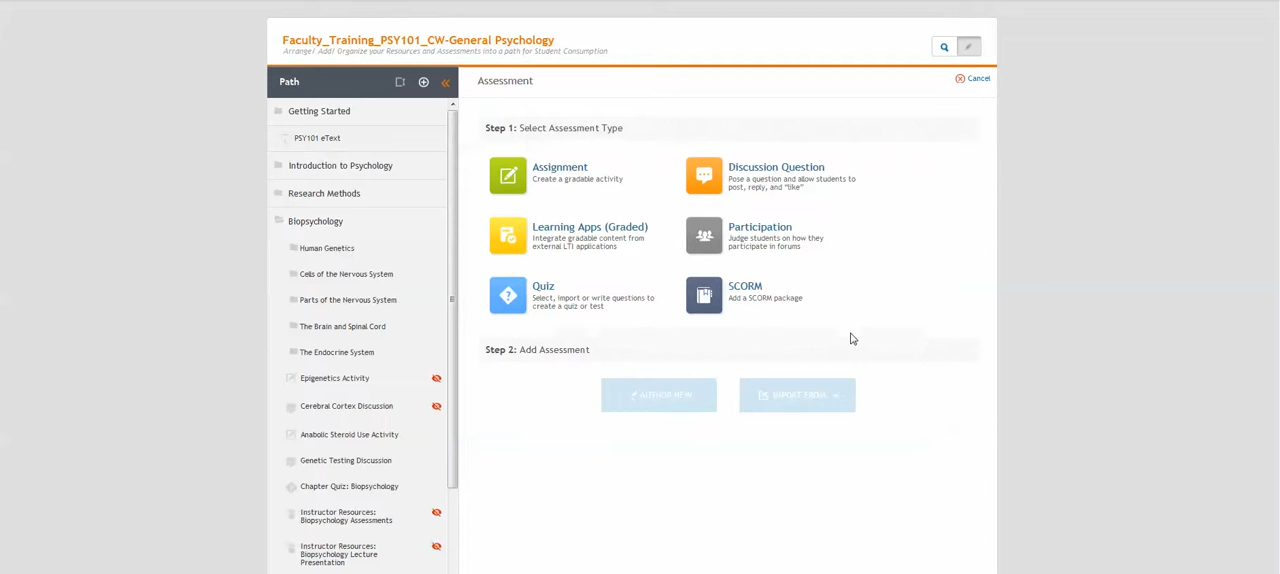 Faculty_Training_PSY101_CW-General Psychology
Arrange/ Add/ Organize your Resources and Assessments into a path for Student Consumption
Path
Getting Started
PSY101 eText
Introduction to Psychology
Research Methods
Biopsychology
Human Genetics
Cells of the Nervous System
Parts of the Nervous System
The Brain and Spinal Cord
The Endocrine System
Epigenetics Activity
Cerebral Cortex Discussion
Anabolic Steroid Use Activity
Genetic Testing Discussion
Chapter Quiz: Biopsychology
Instructor Resources:
Biopsychology Assessments
Instructor Resources:
Biopsychology Lecture
Presentation
Assessment
Cancel
Step 1: Select Assessment Type
Assignment
Create a gradable activity
Discussion Question
Pose a question and allow students to
post, reply, and "like"
Learning Apps (Graded)
Integrate gradable content from
external LTI applications
Participation
Judge students on how they
participate in forums
Quiz
Select, import or write questions to
create a quiz or test
SCORM
Add a SCORM package
Step 2: Add Assessment
AUTHOR NEW
IMPORT FROM